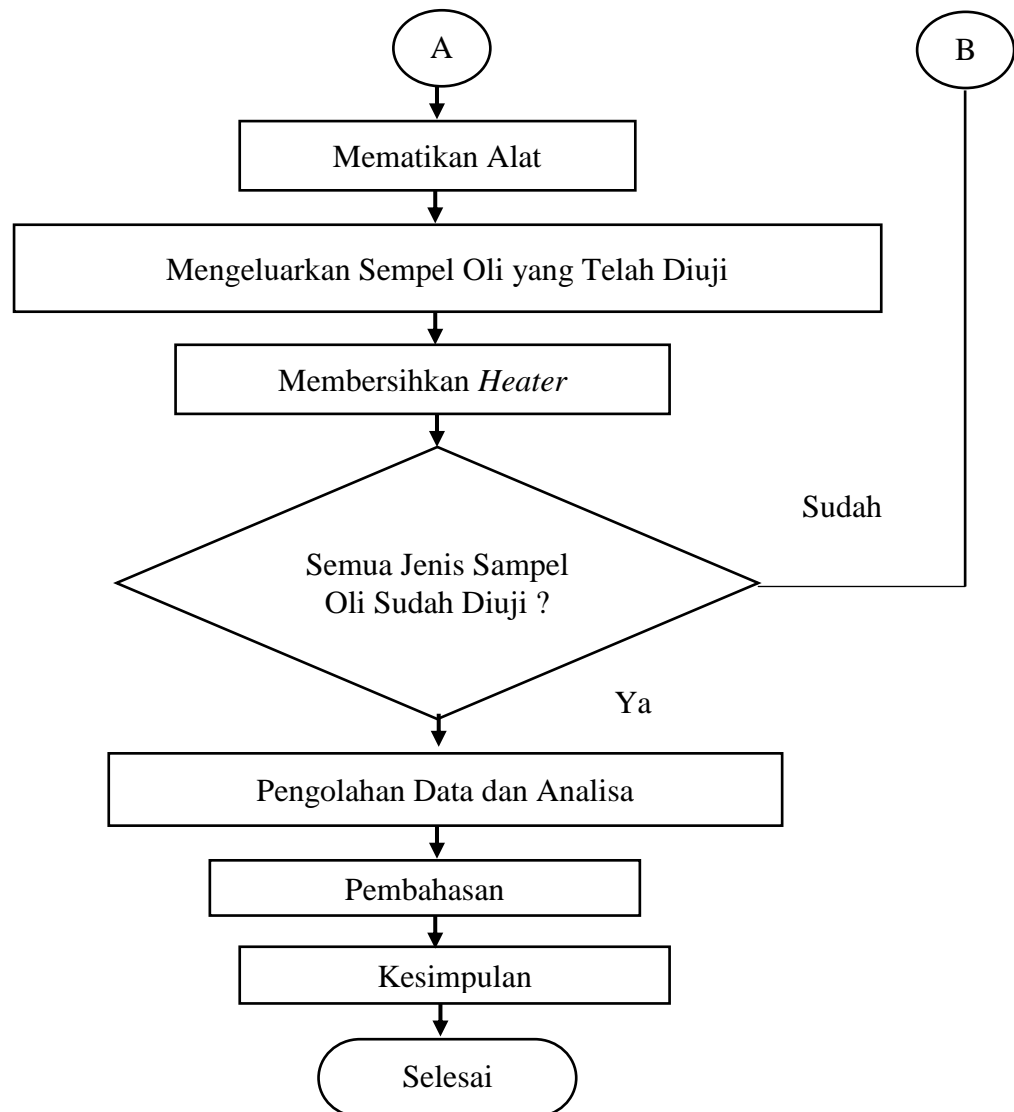 A
B
Mematikan Alat
Mengeluarkan Sempel Oli yang Telah Diuji
Membersihkan Heater
Sudah
Semua Jenis Sampel
Oli Sudah Diuji ?
Ya
Pengolahan Data dan Analisa
Pembahasan
Kesimpulan
Selesai